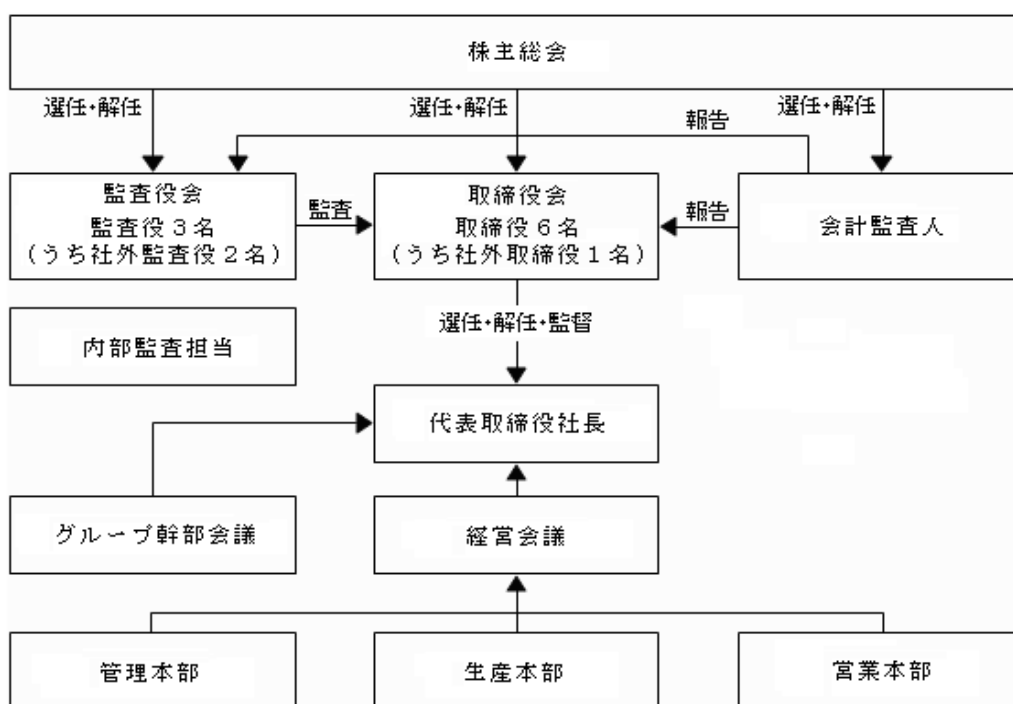 株主総会
選任・解任
選任・解任
選任・解任
報告
監査役会
監査役3名
(うち社外監査役2名)
監査
取締役会
取締役6名
(うち社外取締役1名)
報告
会計監査人
選任・解任・監督
内部監査担当
代表取締役社長
グループ幹部会議
経営会議
管理本部
生産本部
営業本部